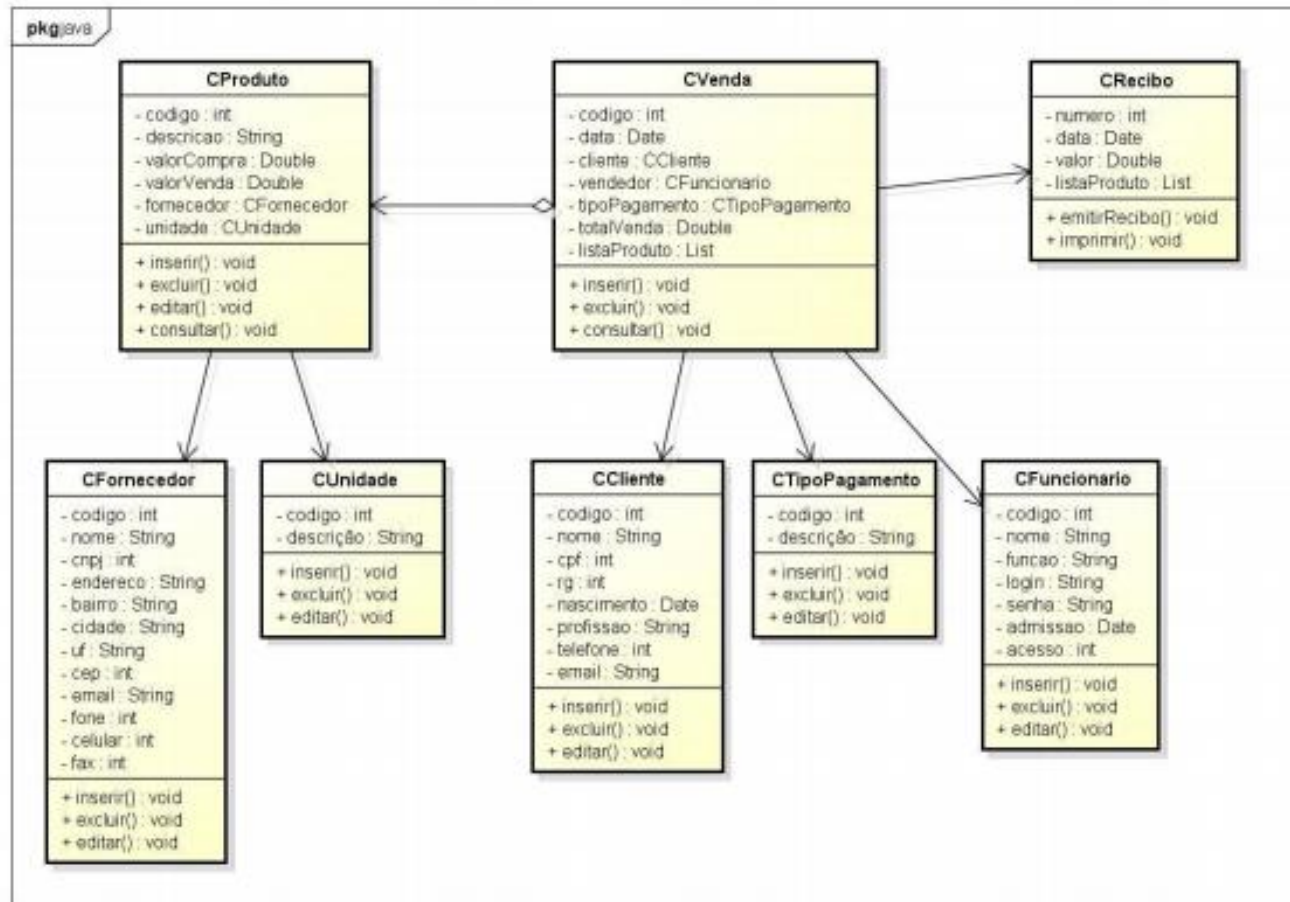 pkg java
CProduto
- codigo : int
- descricao : String
- valorCompra : Double
- valorVenda : Double
- fornecedor : CFornecedor
- unidade : CUnidade
+ inserir() : void
+ excluir() : void
+ editar() : void
+ consultar() : void
CVenda
- codigo : int
- data : Date
- cliente : CCliente
- vendedor : CFuncionario
- tipoPagamento : CTipoPagamento
- totalVenda : Double
- listaProduto : List
+ inserir() : void
+ excluir() : void
+ consultar() : void
CRecibo
- numero : int
- data : Date
- valor : Double
- listaProduto : List
+ emitirRecibo() : void
+ imprimir() : void
CFornecedor
- codigo : int
- nome : String
- cnpj : int
- endereco : String
- bairro : String
- cidade : String
- uf : String
- cep : int
- email : String
- fone : int
- celular : int
- fax : int
+ inserir() : void
+ excluir() : void
+ editar() : void
CUnidade
- codigo : int
- descrição : String
+ inserir() : void
+ excluir() : void
+ editar() : void
CCliente
- codigo : int
- nome : String
- cpf : int
- rg : int
- nascimento : Date
- profissao : String
- telefone : int
- email : String
+ inserir() : void
+ excluir() : void
+ editar() : void
CTipoPagamento
- codigo : int
- descrição : String
+ inserir() : void
+ excluir() : void
+ editar() : void
CFuncionario
- codigo : int
- nome : String
- funcao : String
- login : String
- senha : String
- admissao : Date
- acesso : int
+ inserir() : void
+ excluir() : void
+ editar() : void